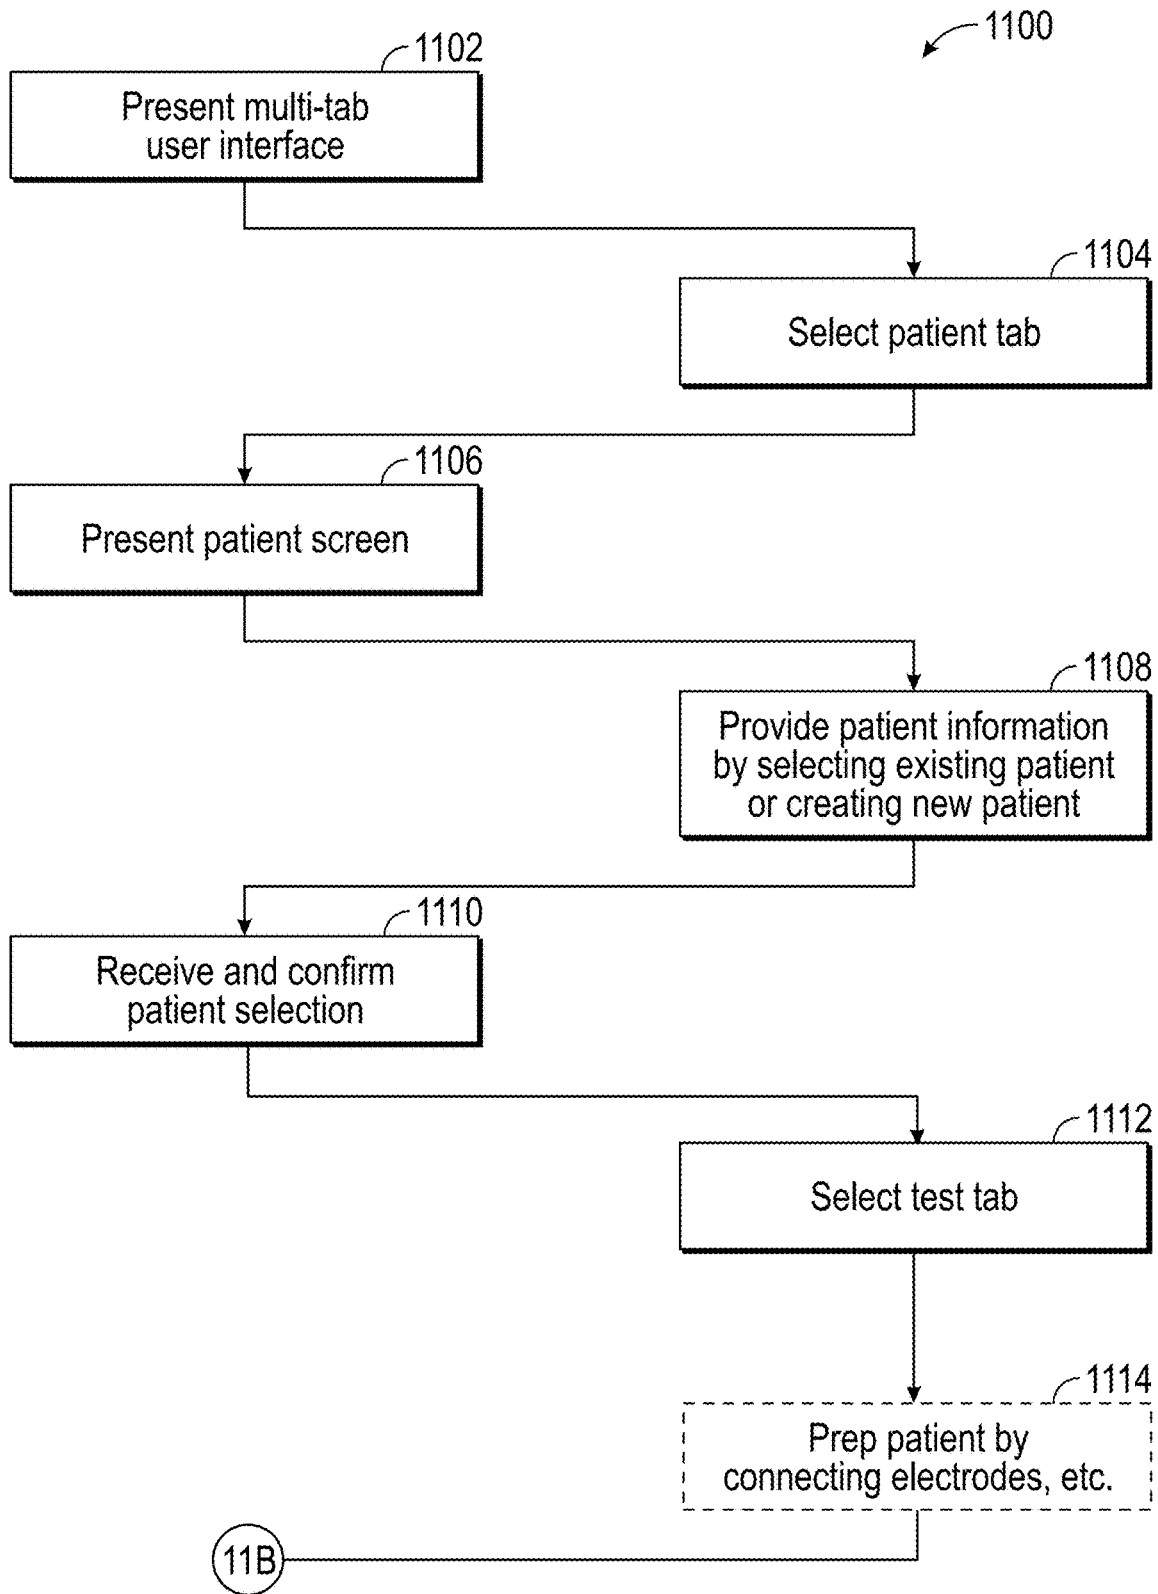 1100
1102
Present multi-tab
user interface
1104
Select patient tab
1106
Present patient screen
1108
Provide patient information
by selecting existing patient
or creating new patient
1110
Receive and confirm
patient selection
1112
Select test tab
1114
Prep patient by
connecting electrodes, etc.
11B